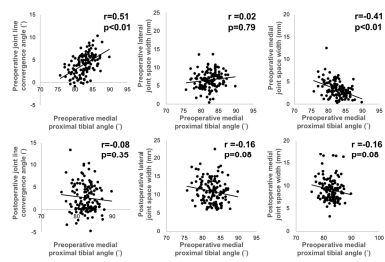 Preoperative joint line
convergence angle (°)
15
10
5
0
-5
r=0.51
p<0.01
70 75 80 85 90 95
Preoperative medial
proximal tibial angle (°)
Preoperative lateral
joint space width (mm)
20
15
10
5
0
r =0.02
p=0.79
70 75 80 85 90 95
Preoperative medial
proximal tibial angle (°)
Preoperative medial
joint space width (mm)
20
15
10
5
0
r=-0.41
p<0.01
70 75 80 85 90 95
Preoperative medial
proximal tibial angle (°)
Postoperative joint line
convergence angle (°)
15
10
5
0
-5
r=-0.08
p=0.35
70 80 90
Preoperative medial
proximal tibial angle (°)
Postoperative lateral
joint space width (mm)
25
20
15
10
5
0
r =-0.16
p=0.08
70 75 80 85 90 95
Preoperative medial
proximal tibial angle (°)
Postoperative medial
joint space width (mm)
20
15
10
5
0
r =-0.16
p=0.08
70 80 90 100
Preoperative medial
proximal tibial angle (°)